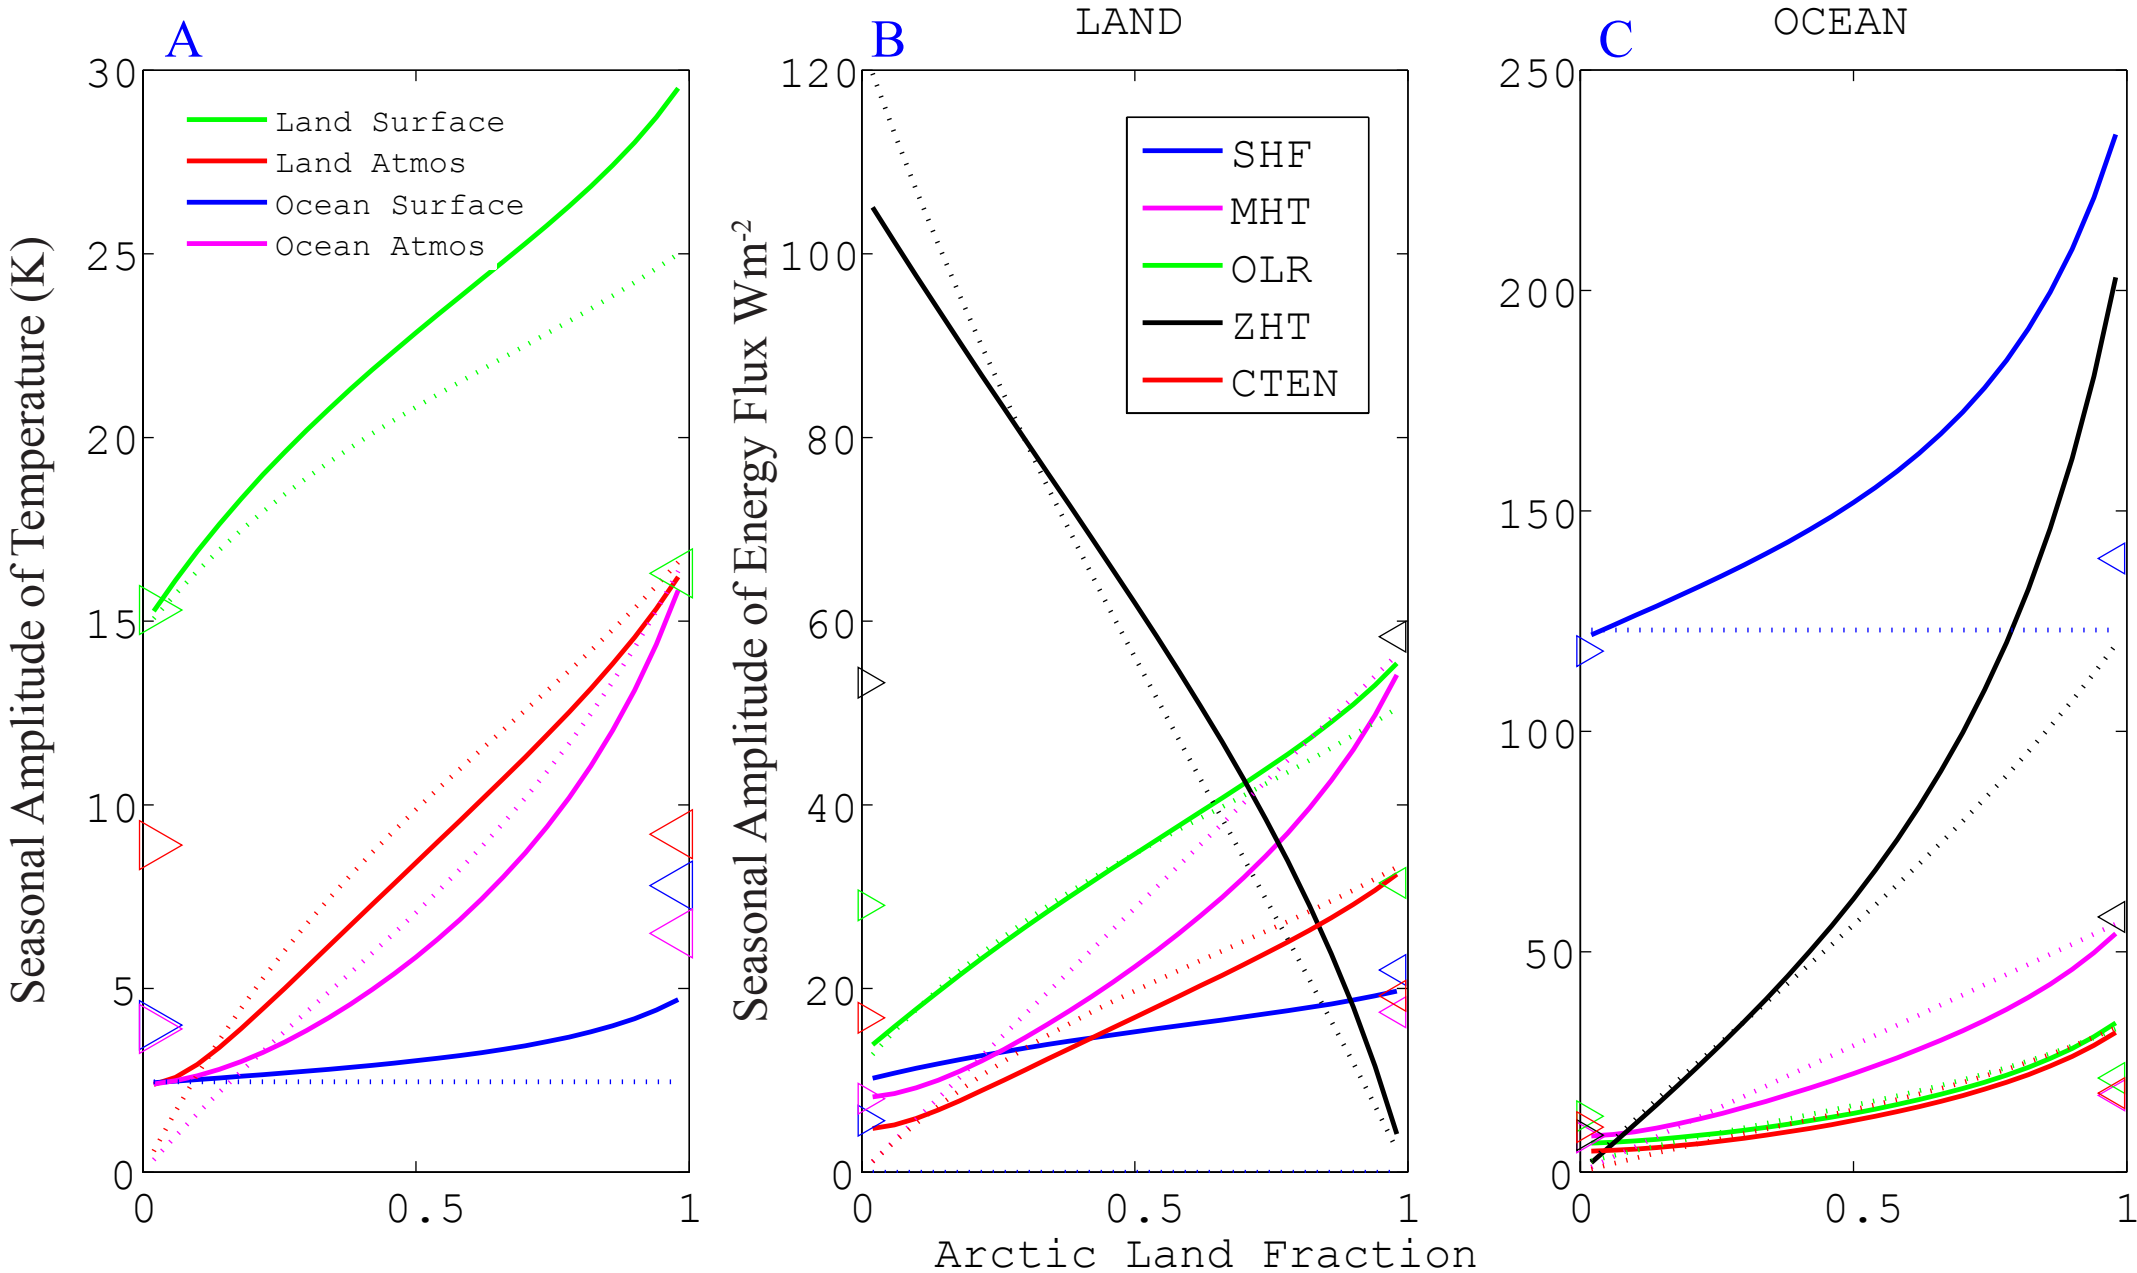 A
B
LAND
C
OCEAN
Seasonal Amplitude of Temperature (K)
30
25
20
15
10
5
0
0
0.5
1
Land Surface
Land Atmos
Ocean Surface
Ocean Atmos
Seasonal Amplitude of Energy Flux Wm-2
120
100
80
60
40
20
0
0
0.5
1
SHF
MHT
OLR
ZHT
CTEN
250
200
150
100
50
0
0
0.5
1
Arctic Land Fraction